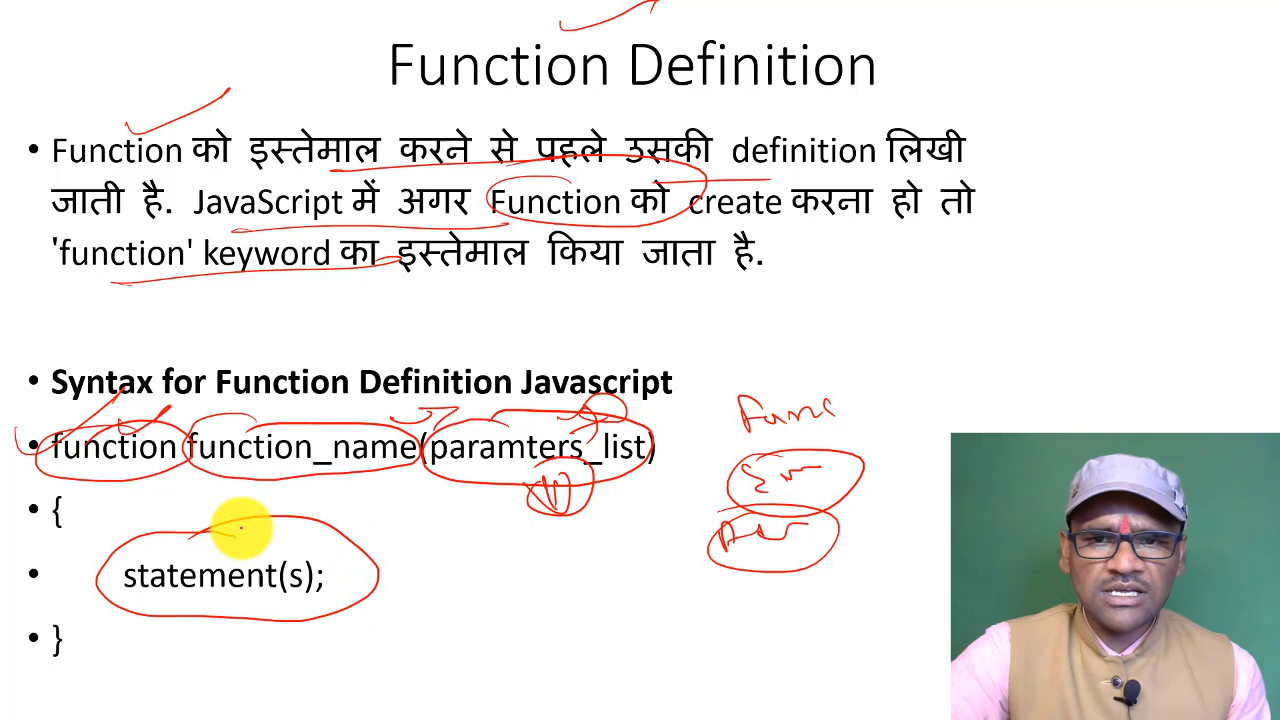 Function Definition
• Function को इस्तेमाल करने से पहले उसकी definition लिखी
जाती है. JavaScript में अगर Function को create करना हो तो
'function' keyword का इस्तेमाल किया जाता है.
• Syntax for Function Definition Javascript
• function function_name(paramters_list)
• {
• statement(s);
• }
Func